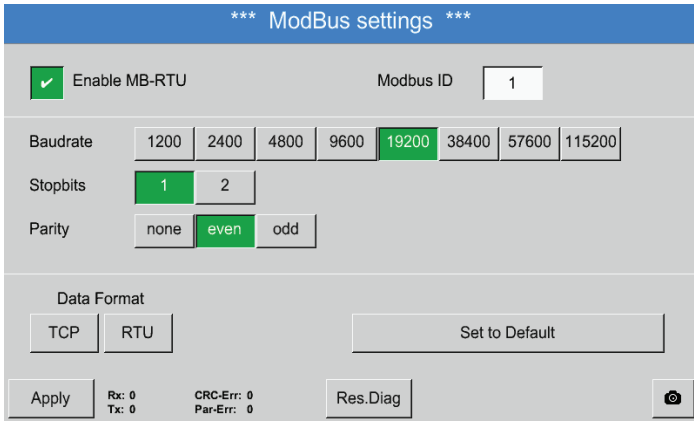 *** ModBus settings ***
✔ Enable MB-RTU Modbus ID 1
Baudrate 1200 2400 4800 9600 19200 38400 57600 115200
Stopbits 1 2
Parity none even odd
Data Format
TCP RTU Set to Default
Apply Rx: 0 CRC-Err: 0 Res.Diag
Tx: 0 Par-Err: 0